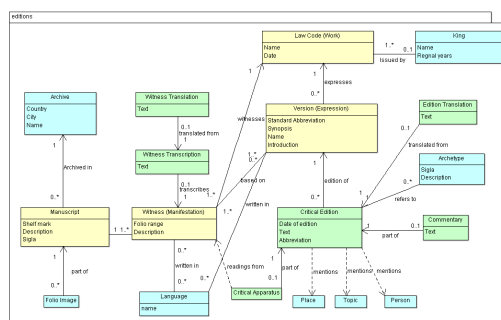 editions
Law Code (Work)
Name
Date
1..*
0..1
Issued by
King
Name
Regnal years
Archive
Country
City
Name
Witness Translation
Text
0..1
translated from
1
Witness Transcription
Text
0..1
transcribes
1
1
1
witnesses
expresses
0..*
Version (Expression)
Standard Abbreviation
Synopsis
Name
Introduction
Edition Translation
Text
0..1
translated from
Archetype
Sigla
Description
1
Archived in
0..*
1..*
1..*
based on
1
edition of
0..*
0..*
refers to
Manuscript
Shelf mark
Description
Sigla
1
1..*
Witness (Manifestation)
Folio range
Description
1..*
written in
Critical Edition
Date of edition
Text
Abbreviation
1
1
1
1
part of
0..1
Commentary
Text
1
part of
0..*
Folio Image
0..*
written in
0..*
Language
name
0..*
readings from
1
part of
0..1
Critical Apparatus
mentions
mentions
mentions
Place
Topic
Person